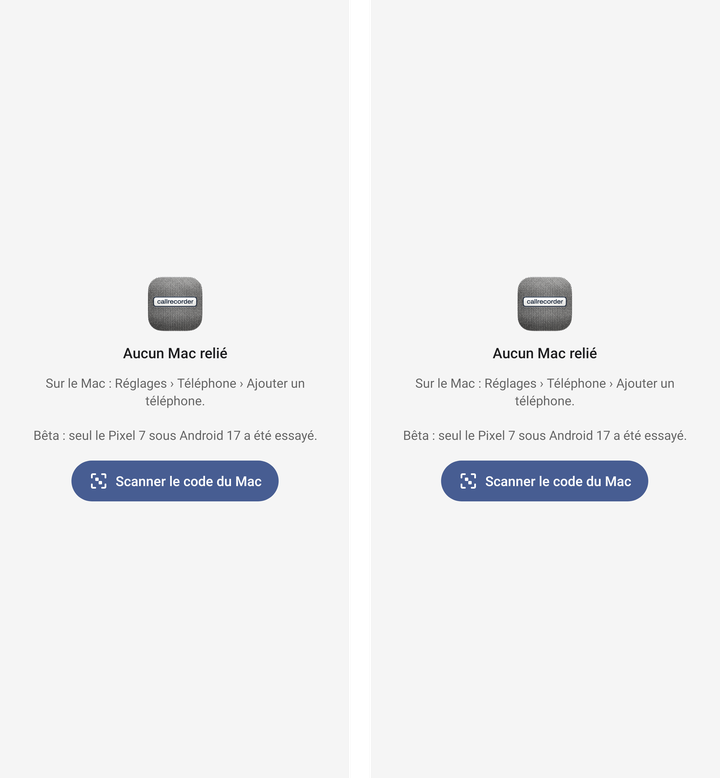 callrecorder
Aucun Mac relié
Sur le Mac : Réglages › Téléphone › Ajouter un
téléphone.
Bêta : seul le Pixel 7 sous Android 17 a été essayé.
Scanner le code du Mac
callrecorder
Aucun Mac relié
Sur le Mac : Réglages › Téléphone › Ajouter un
téléphone.
Bêta : seul le Pixel 7 sous Android 17 a été essayé.
Scanner le code du Mac